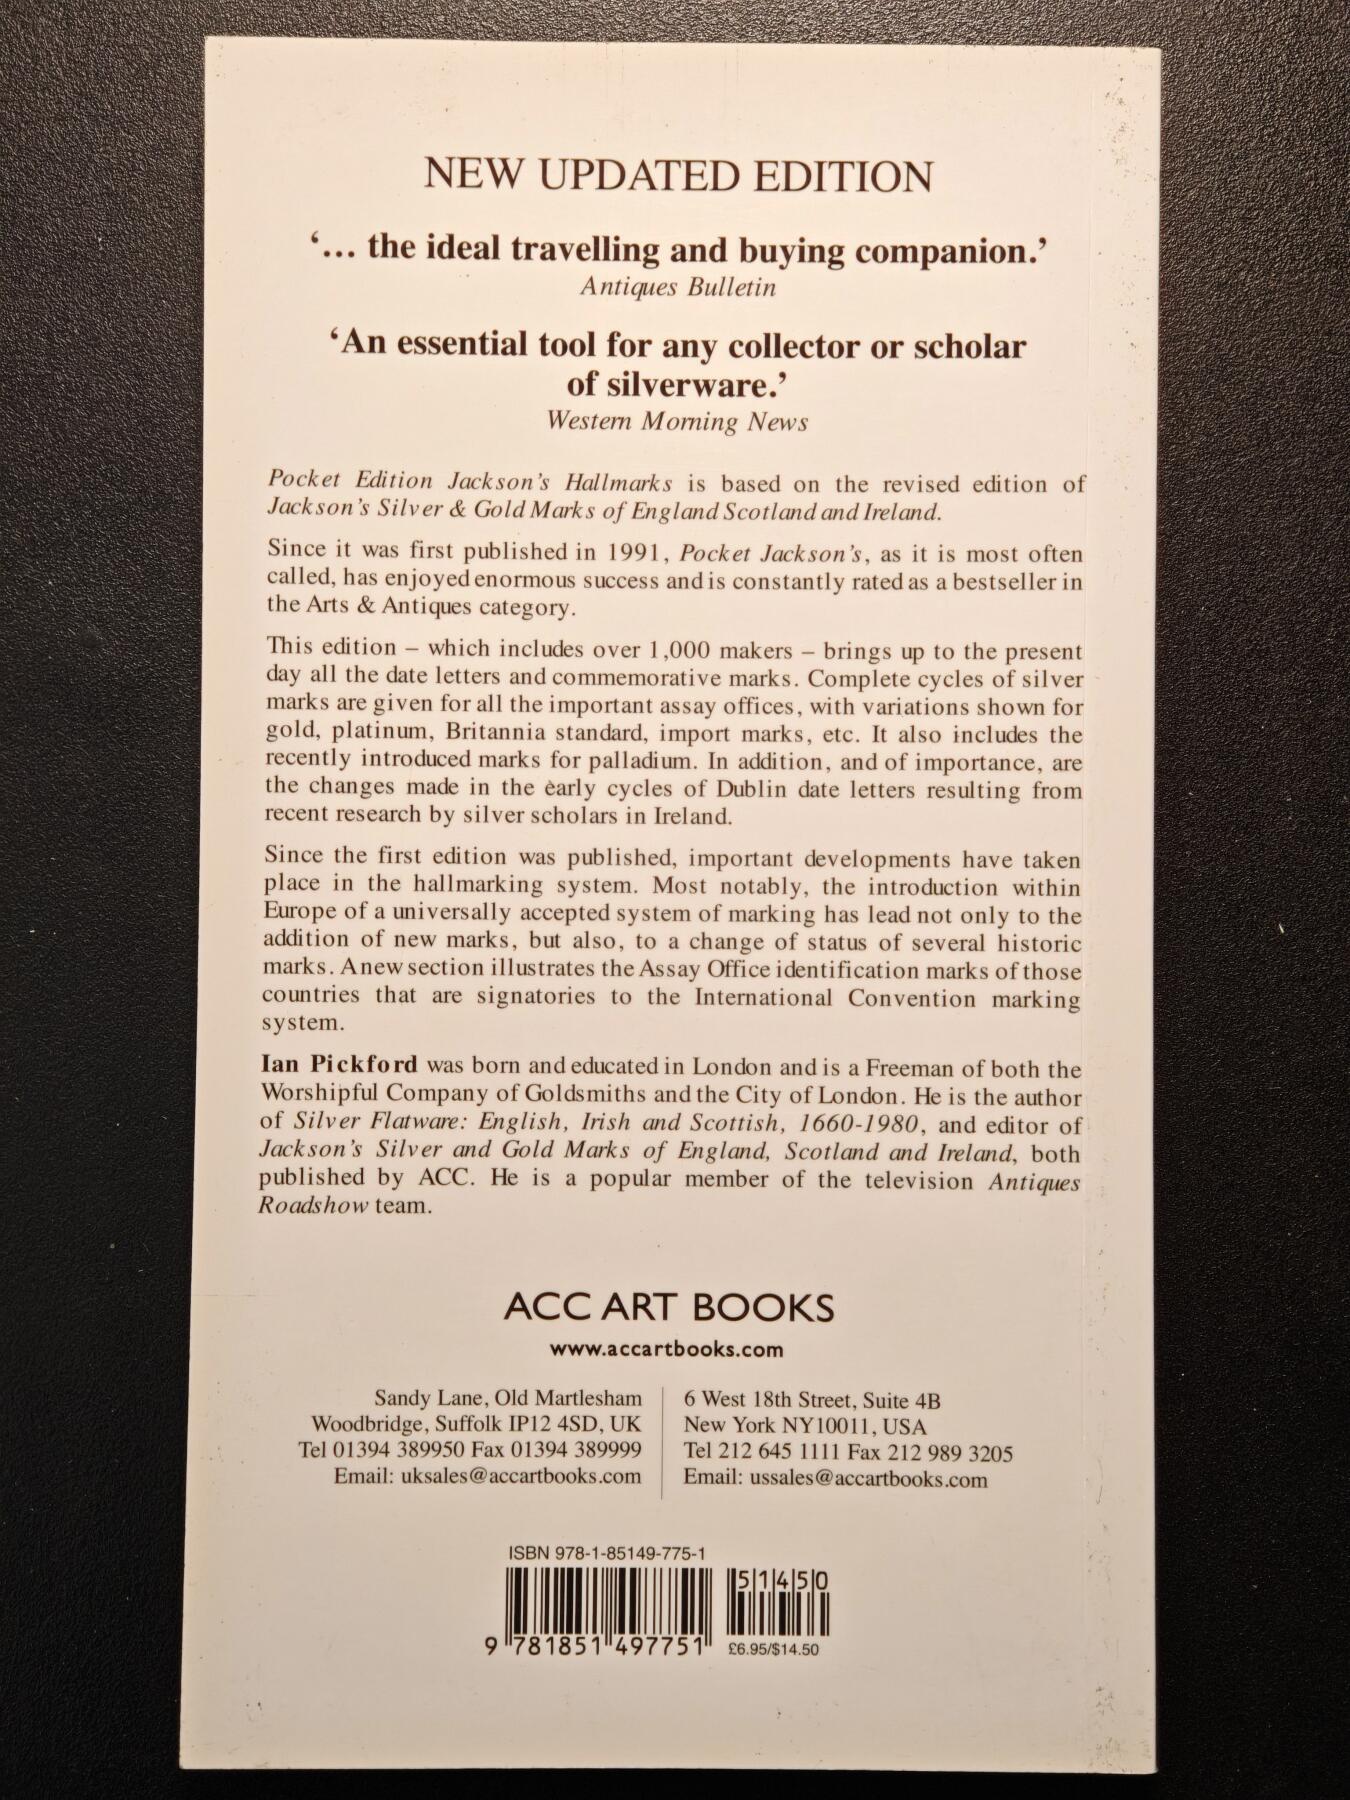 NEW UPDATED EDITION
‘… the ideal travelling and buying companion.’
Antiques Bulletin
‘An essential tool for any collector or scholar
of silverware.’
Western Morning News
Pocket Edition Jackson’s Hallmarks is based on the revised edition of
Jackson’s Silver & Gold Marks of England Scotland and Ireland.
Since it was first published in 1991, Pocket Jackson’s, as it is most often
called, has enjoyed enormous success and is constantly rated as a bestseller in
the Arts & Antiques category.
This edition – which includes over 1,000 makers – brings up to the present
day all the date letters and commemorative marks. Complete cycles of silver
marks are given for all the important assay offices, with variations shown for
gold, platinum, Britannia standard, import marks, etc. It also includes the
recently introduced marks for palladium. In addition, and of importance, are
the changes made in the early cycles of Dublin date letters resulting from
recent research by silver scholars in Ireland.
Since the first edition was published, important developments have taken
place in the hallmarking system. Most notably, the introduction within
Europe of a universally accepted system of marking has lead not only to the
addition of new marks, but also, to a change of status of several historic
marks. A new section illustrates the Assay Office identification marks of those
countries that are signatories to the International Convention marking
system.
Ian Pickford was born and educated in London and is a Freeman of both the
Worshipful Company of Goldsmiths and the City of London. He is the author
of Silver Flatware: English, Irish and Scottish, 1660-1980, and editor of
Jackson’s Silver and Gold Marks of England, Scotland and Ireland, both
published by ACC. He is a popular member of the television Antiques
Roadshow team.
ACC ART BOOKS
www.accartbooks.com
Sandy Lane, Old Martlesham
Woodbridge, Suffolk IP12 4SD, UK
Tel 01394 389950 Fax 01394 389999
Email: uksales@accartbooks.com
6 West 18th Street, Suite 4B
New York NY10011, USA
Tel 212 645 1111 Fax 212 989 3205
Email: ussales@accartbooks.com
ISBN 978-1-85149-775-1
51450
9 781851 497751
£6.95/$14.50